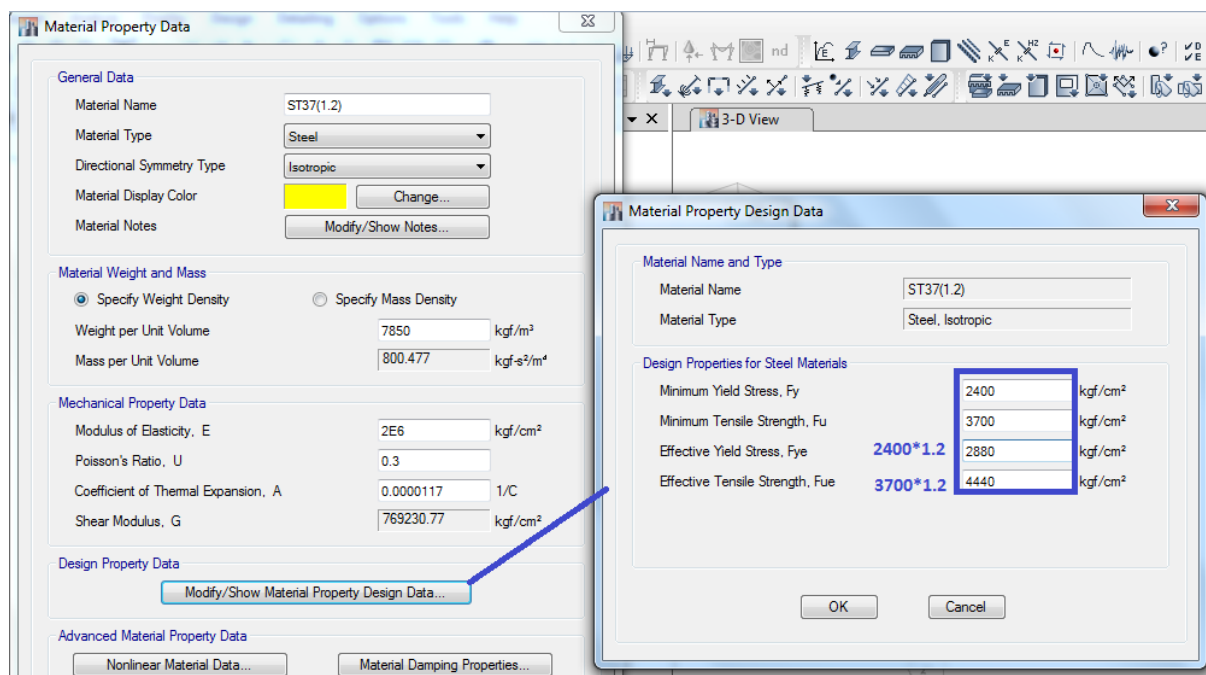 Material Property Data
General Data
Material Name ST37(1.2)
Material Type Steel
Directional Symmetry Type Isotropic
Material Display Color Change...
Material Notes Modify/Show Notes...
Material Weight and Mass
Specify Weight Density Specify Mass Density
Weight per Unit Volume 7850 kgf/m³
Mass per Unit Volume 800.477 kgf-s²/m⁴
Mechanical Property Data
Modulus of Elasticity, E 2E6 kgf/cm²
Poisson's Ratio, U 0.3
Coefficient of Thermal Expansion, A 0.0000117 1/C
Shear Modulus, G 769230.77 kgf/cm²
Design Property Data
Modify/Show Material Property Design Data...
Advanced Material Property Data
Nonlinear Material Data... Material Damping Properties...
nd
3-D View
Material Property Design Data
Material Name and Type
Material Name ST37(1.2)
Material Type Steel, Isotropic
Design Properties for Steel Materials
Minimum Yield Stress, Fy 2400 kgf/cm²
Minimum Tensile Strength, Fu 3700 kgf/cm²
Effective Yield Stress, Fye 2400*1.2 2880 kgf/cm²
Effective Tensile Strength, Fue 3700*1.2 4440 kgf/cm²
OK Cancel